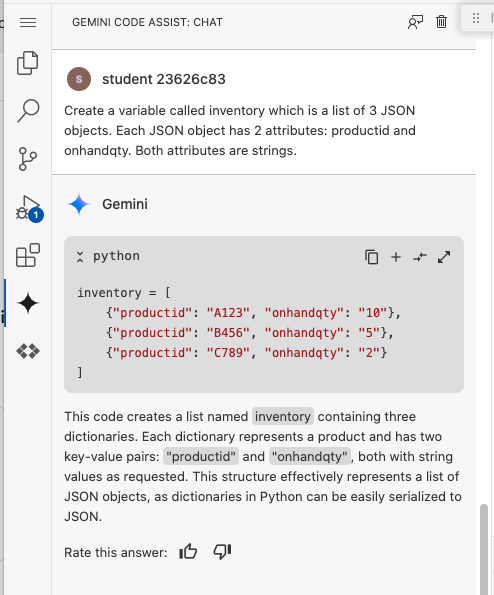 GEMINI CODE ASSIST: CHAT
S student 23626c83
Create a variable called inventory which is a list of 3 JSON
objects. Each JSON object has 2 attributes: productid and
onhandqty. Both attributes are strings.
1
Gemini
python
inventory = [
    {"productid": "A123", "onhandqty": "10"},
    {"productid": "B456", "onhandqty": "5"},
    {"productid": "C789", "onhandqty": "2"}
]
This code creates a list named inventory containing three
dictionaries. Each dictionary represents a product and has two
key-value pairs: "productid" and "onhandqty", both with string
values as requested. This structure effectively represents a list of
JSON objects, as dictionaries in Python can be easily serialized to
JSON.
Rate this answer: